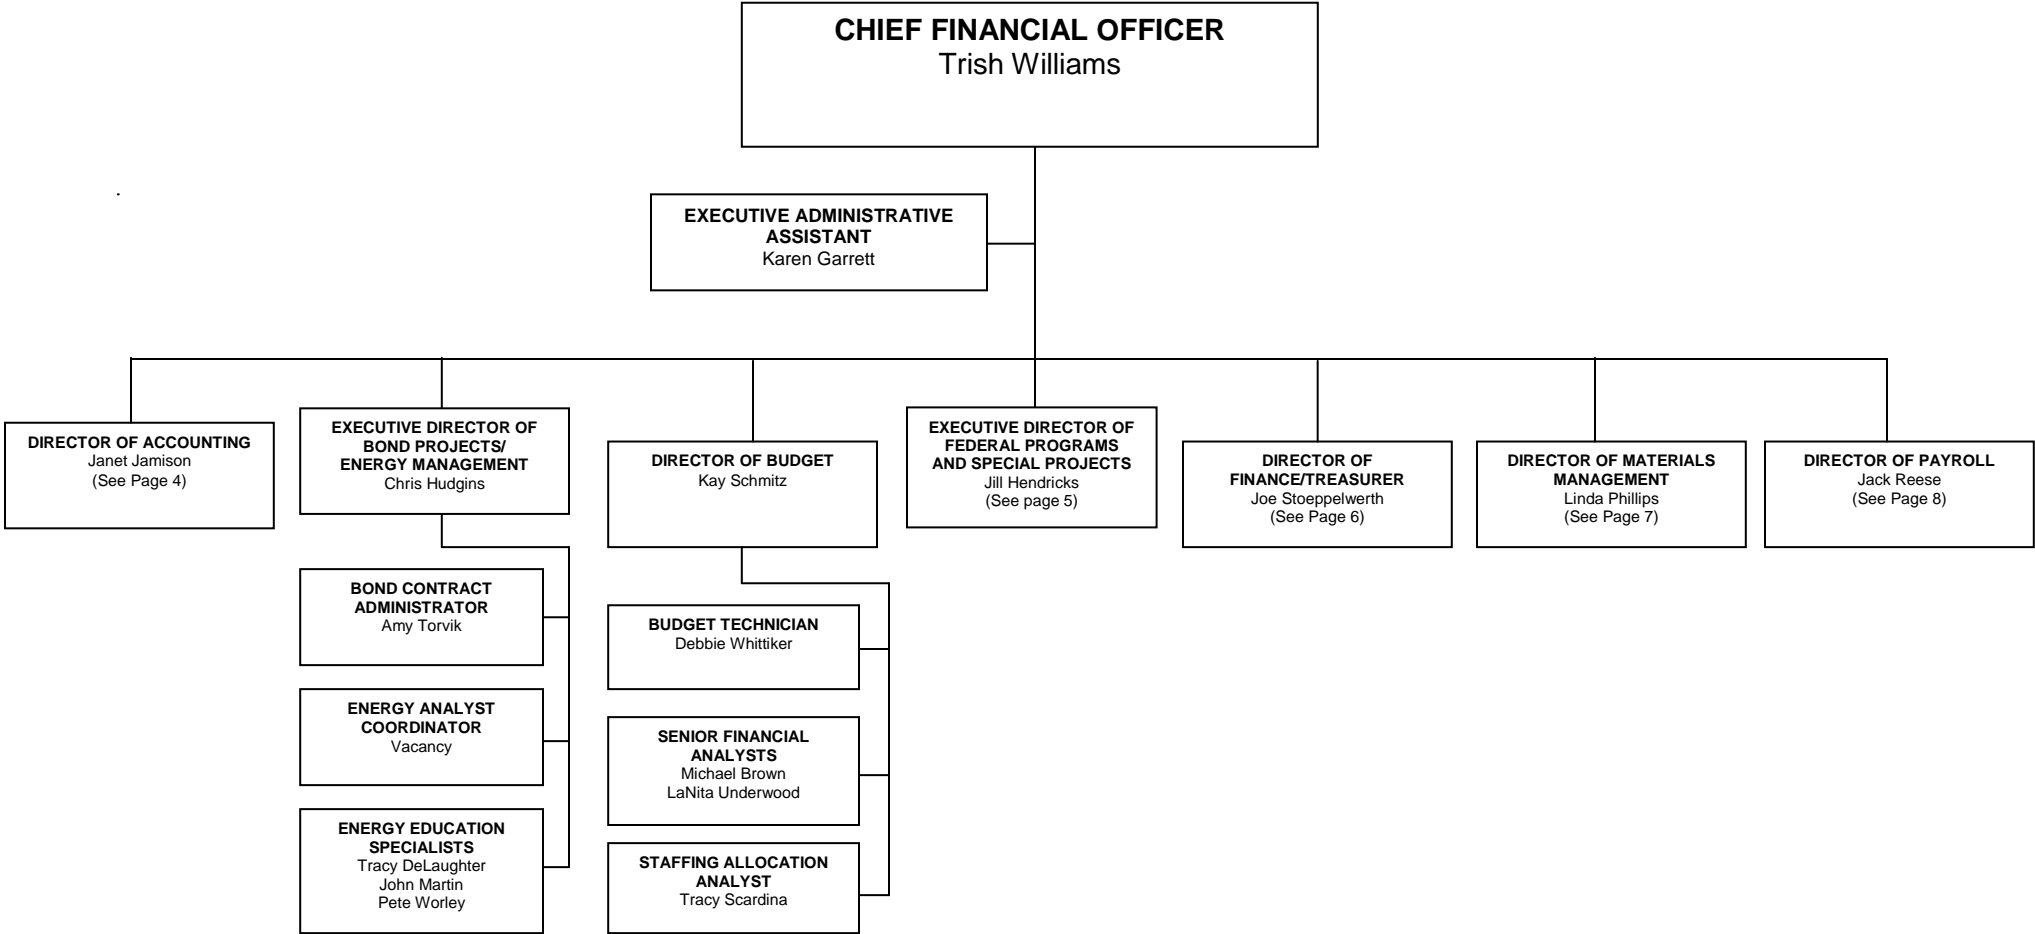 CHIEF FINANCIAL OFFICER
Trish Williams
EXECUTIVE ADMINISTRATIVE
ASSISTANT
Karen Garrett
DIRECTOR OF ACCOUNTING
Janet Jamison
(See Page 4)
EXECUTIVE DIRECTOR OF
BOND PROJECTS/
ENERGY MANAGEMENT
Chris Hudgins
DIRECTOR OF BUDGET
Kay Schmitz
EXECUTIVE DIRECTOR OF
FEDERAL PROGRAMS
AND SPECIAL PROJECTS
Jill Hendricks
(See page 5)
DIRECTOR OF
FINANCE/TREASURER
Joe Stoeppelwerth
(See Page 6)
DIRECTOR OF MATERIALS
MANAGEMENT
Linda Phillips
(See Page 7)
DIRECTOR OF PAYROLL
Jack Reese
(See Page 8)
BOND CONTRACT
ADMINISTRATOR
Amy Torvik
ENERGY ANALYST
COORDINATOR
Vacancy
ENERGY EDUCATION
SPECIALISTS
Tracy DeLaughter
John Martin
Pete Worley
BUDGET TECHNICIAN
Debbie Whittiker
SENIOR FINANCIAL
ANALYSTS
Michael Brown
LaNita Underwood
STAFFING ALLOCATION
ANALYST
Tracy Scardina